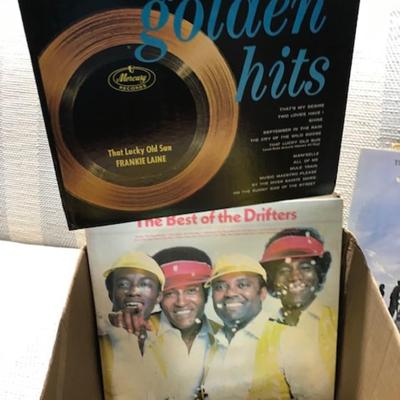 golden
hits
Mercury
RECORDS
That Lucky Old Sun
FRANKIE LAINE
THAT'S MY DESIRE
TWO LOVES HAVE I
SHINE
SEPTEMBER IN THE RAIN
THE CRY OF THE WILD GOOSE
THAT LUCKY OLD SUN
MAM'SELLE
ALL OF ME
MULE TRAIN
MUSIC MAESTRO PLEASE
BY THE RIVER SAINTE MARIE
ON THE SUNNY SIDE OF THE STREET
The Best of the Drifters